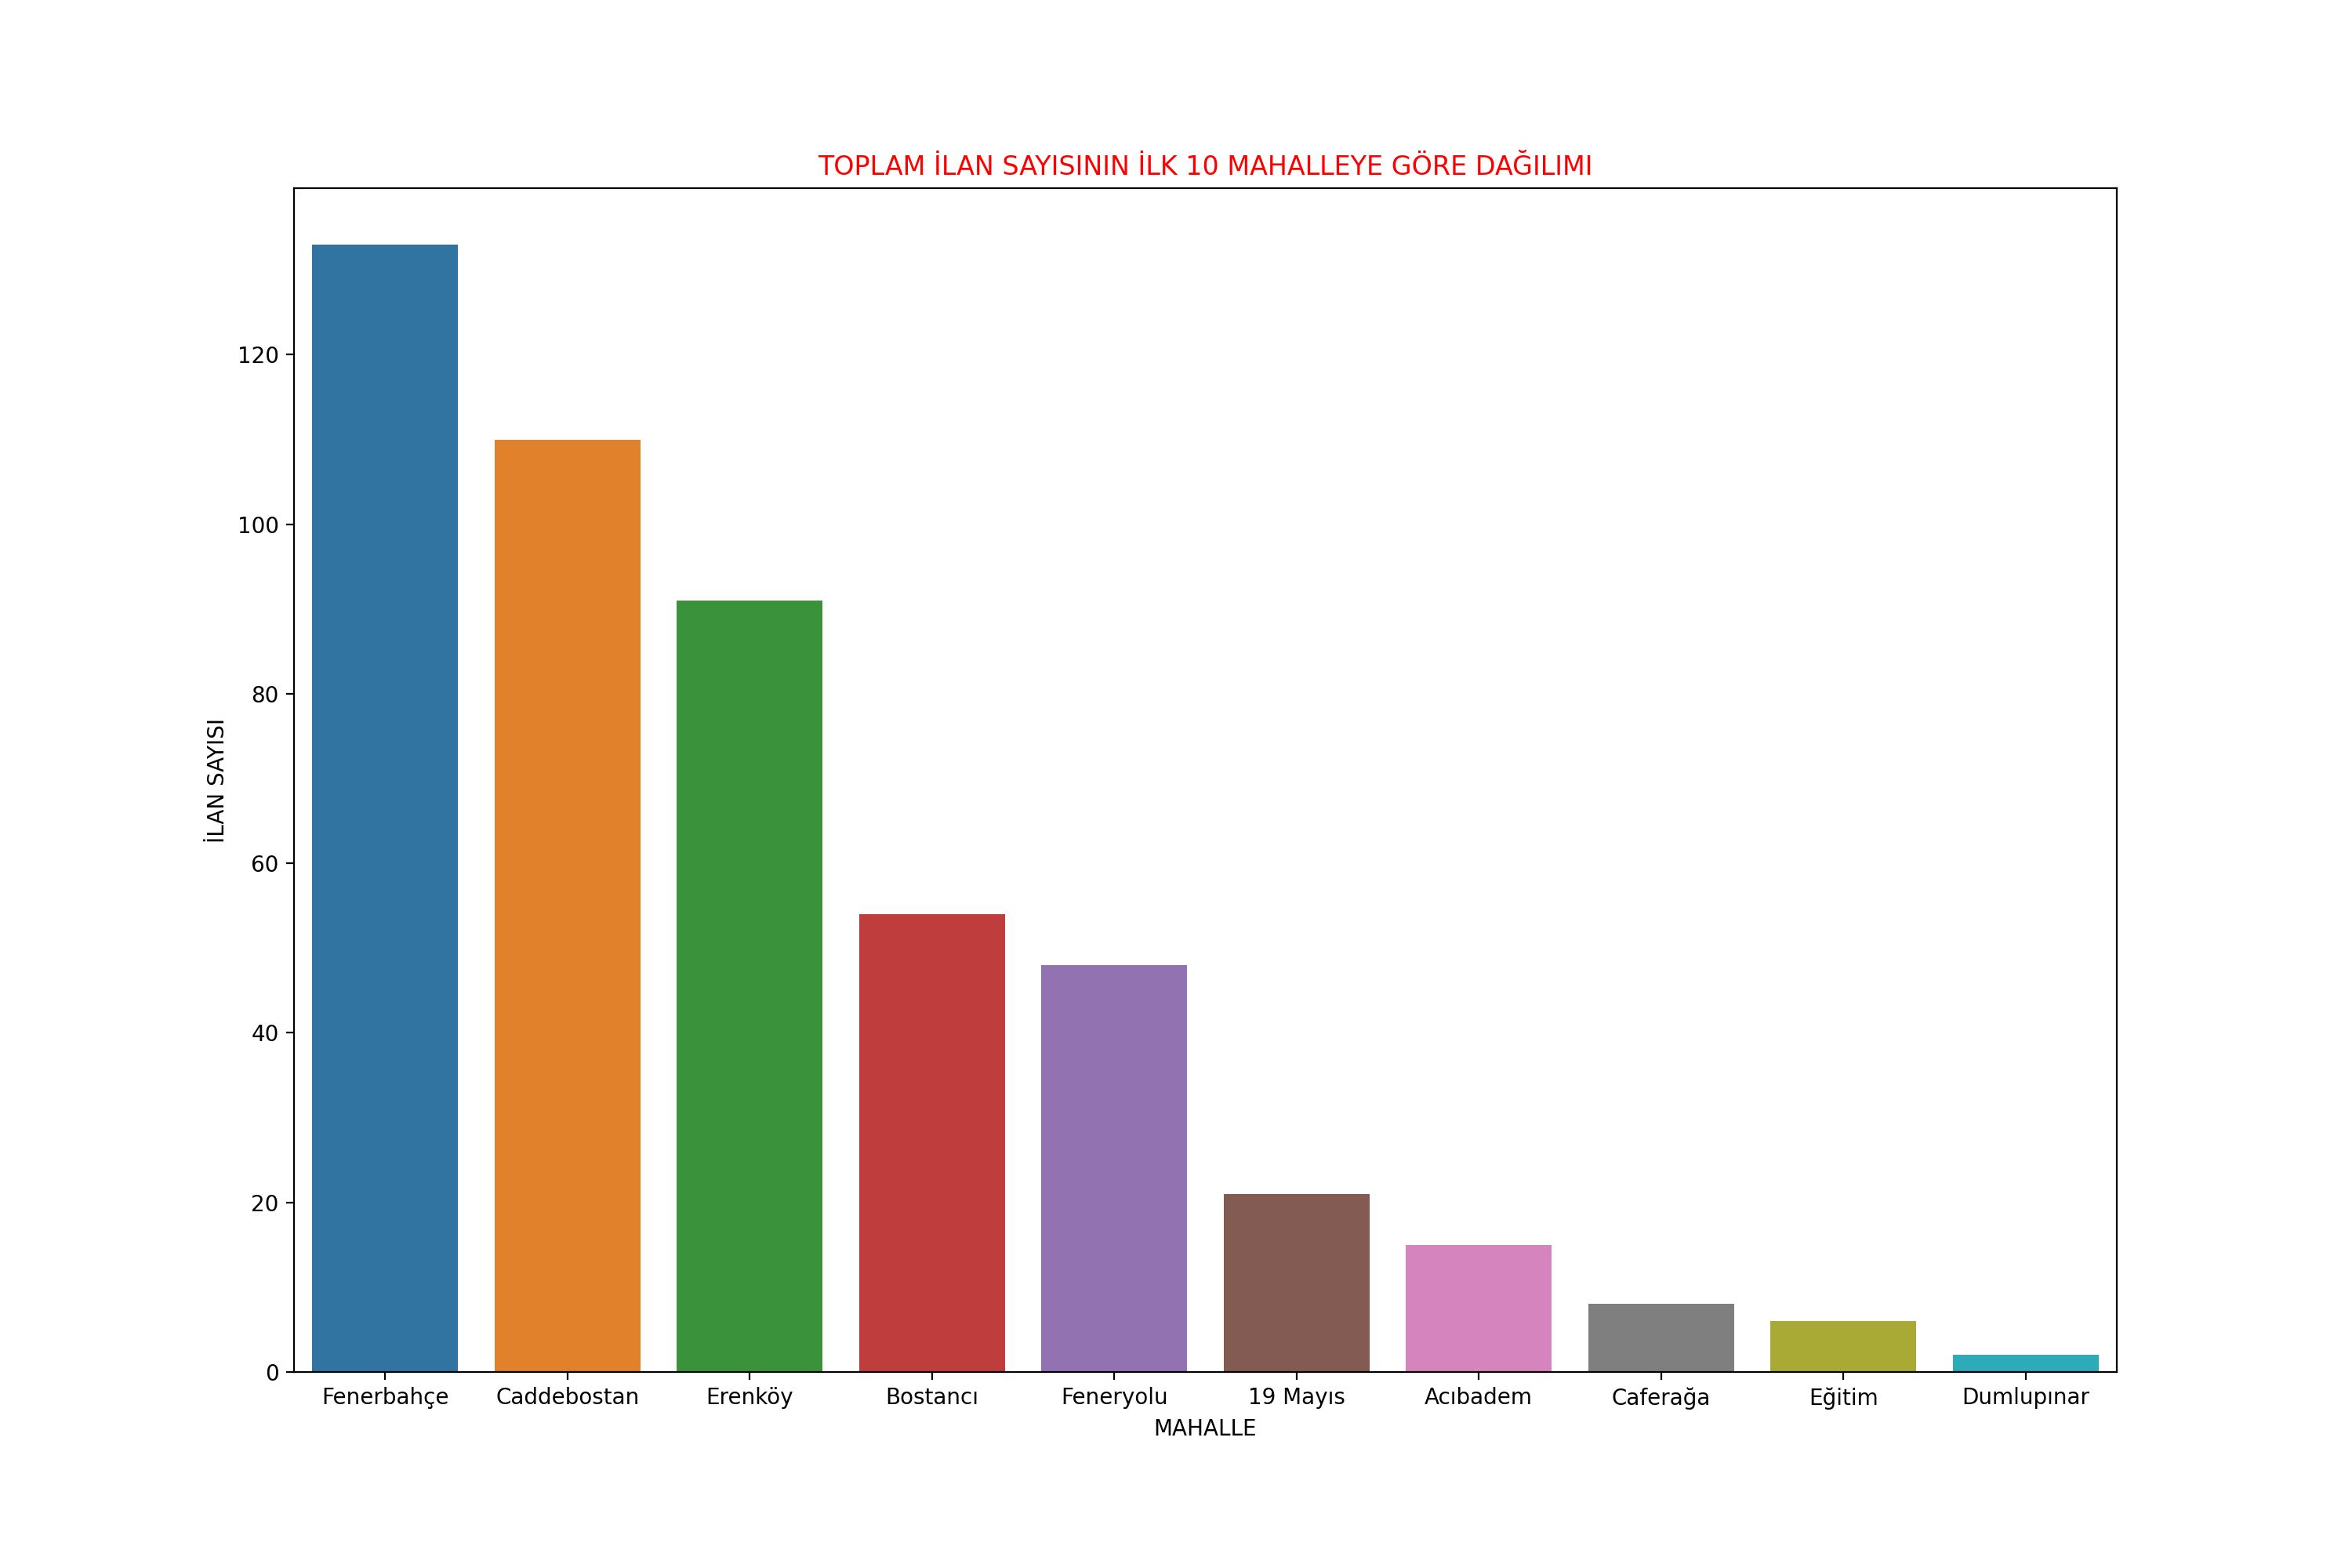 TOPLAM İLAN SAYISININ İLK 10 MAHALLEYE GÖRE DAĞILIMI
İLAN SAYISI
120
100
80
60
40
20
0
Fenerbahçe Caddebostan Erenköy Bostancı Feneryolu 19 Mayıs Acıbadem Caferağa Eğitim Dumlupınar
MAHALLE